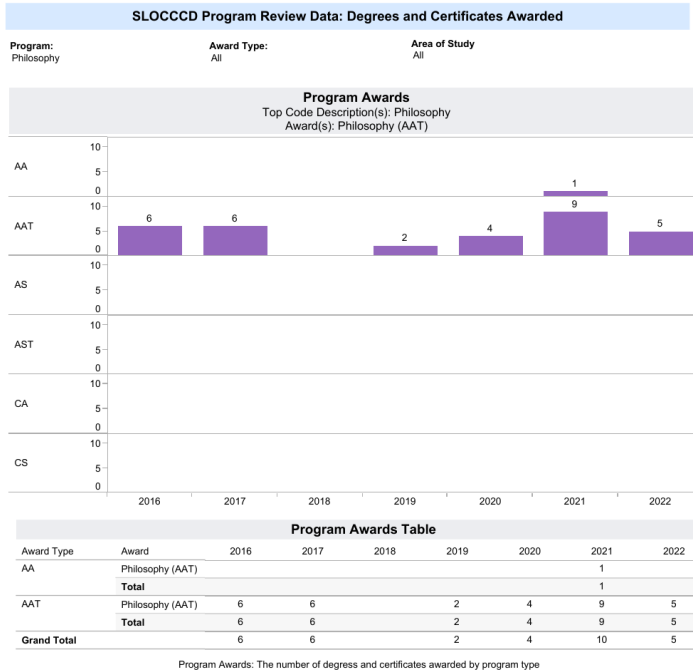 SLOCCCD Program Review Data: Degrees and Certificates Awarded
Program: Award Type: Area of Study
Philosophy All All
Program Awards
Top Code Description(s): Philosophy
Award(s): Philosophy (AAT)
10
AA 5
1
0
10 9
AAT 6 6 2 4 5
5
0
10
AS 5
0
10
AST 5
0
10
CA 5
0
10
CS 5
0
2016 2017 2018 2019 2020 2021 2022
Program Awards Table
Award Type Award 2016 2017 2018 2019 2020 2021 2022
AA Philosophy (AAT) 1
Total 1
AAT Philosophy (AAT) 6 6 2 4 9 5
Total 6 6 2 4 9 5
Grand Total 6 6 2 4 10 5
Program Awards: The number of degress and certificates awarded by program type